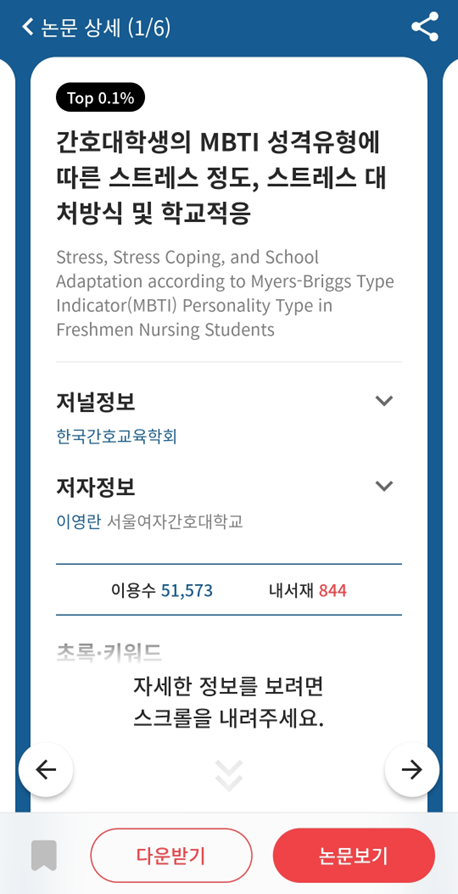 논문 상세 (1/6)
Top 0.1%
간호대학생의 MBTI 성격유형에
따른 스트레스 정도, 스트레스 대
처방식 및 학교적응
Stress, Stress Coping, and School
Adaptation according to Myers-Briggs Type
Indicator(MBTI) Personality Type in
Freshmen Nursing Students
저널정보
한국간호교육학회
저자정보
이영란 서울여자간호대학교
이용수 51,573 내서재 844
초록·키워드
자세한 정보를 보려면
스크롤을 내려주세요.
다운받기 논문보기